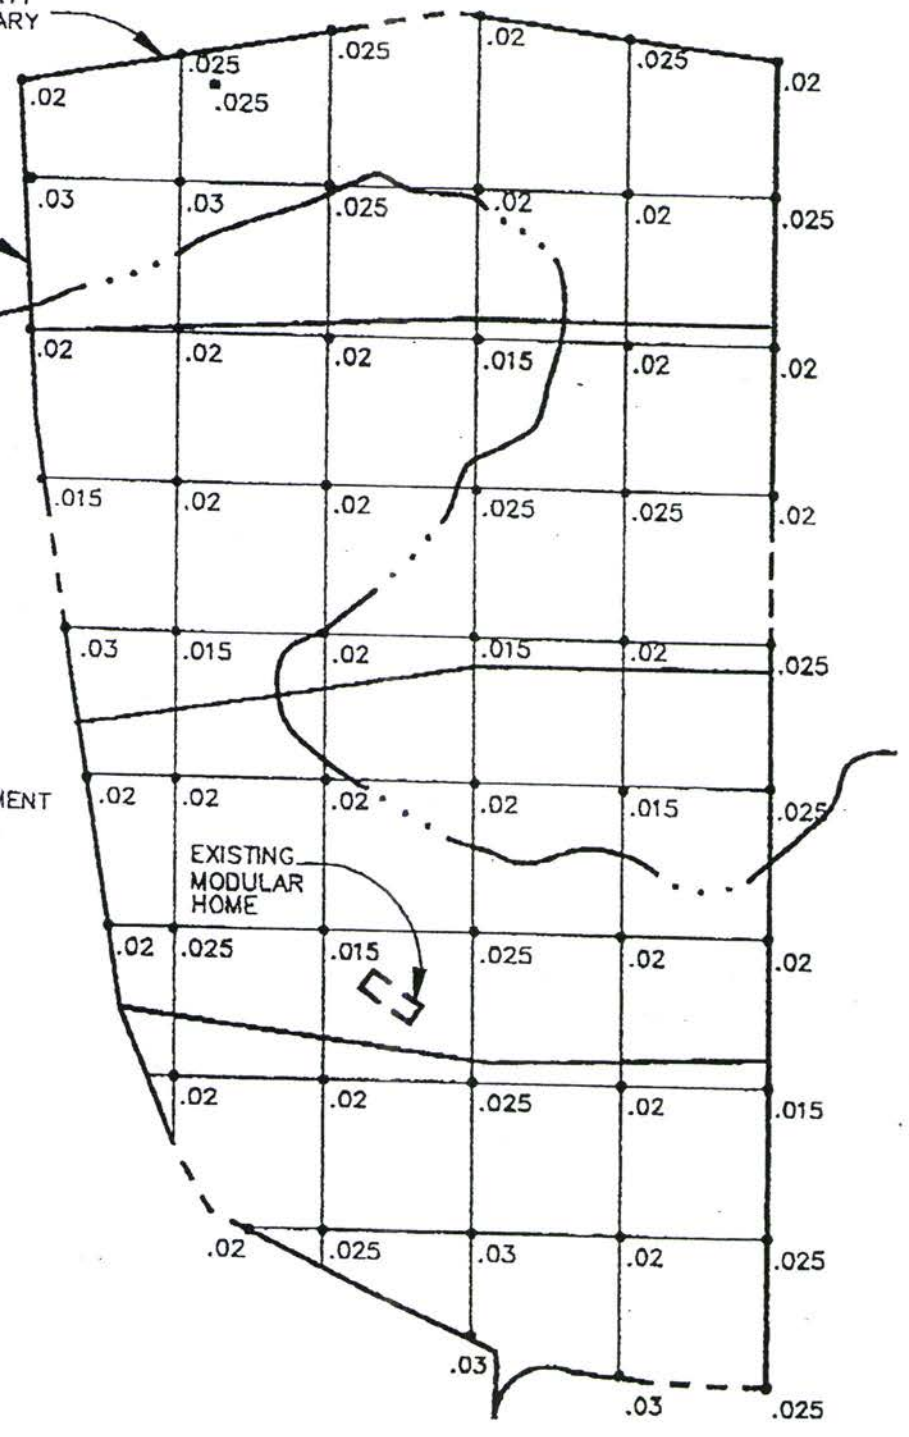 ARY
.02 .025 .025 .02 .025 .02
.025
.03 .03 .025 .02 .02 .025
.02 .02 .02 .015 .02 .02
.015 .02 .02 .025 .025 .02
.03 .015 .02 .015 .02 .025
.02 .02 .02 .02 .015 .025
MENT
EXISTING
MODULAR
HOME
.02 .025 .015 .025 .02 .02
.02 .02 .025 .02 .015
.02 .025 .03 .02 .025
.03 .03 .025